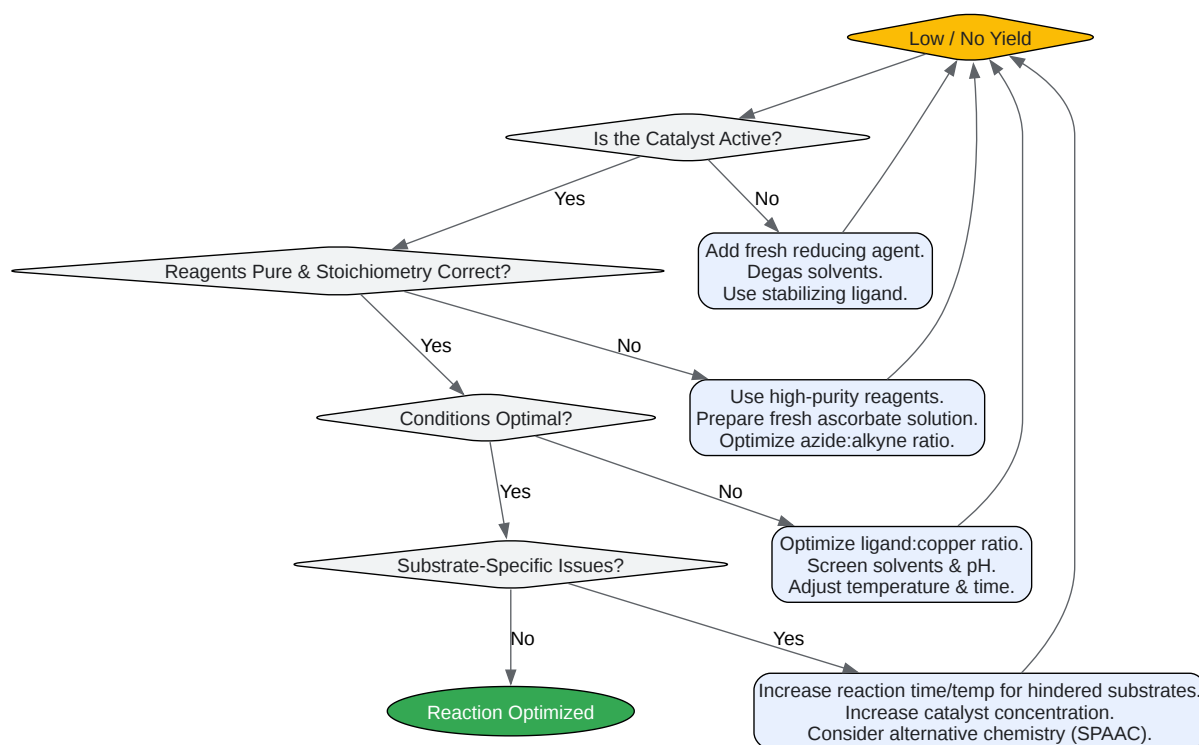 Low / No Yield
Is the Catalyst Active?
Yes
No
Add fresh reducing agent.
Degas solvents.
Use stabilizing ligand.
Reagents Pure & Stoichiometry Correct?
Yes
No
Use high-purity reagents.
Prepare fresh ascorbate solution.
Optimize azide:alkyne ratio.
Conditions Optimal?
Yes
No
Optimize ligand:copper ratio.
Screen solvents & pH.
Adjust temperature & time.
Substrate-Specific Issues?
No
Yes
Reaction Optimized
Increase reaction time/temp for hindered substrates.
Increase catalyst concentration.
Consider alternative chemistry (SPAAC).